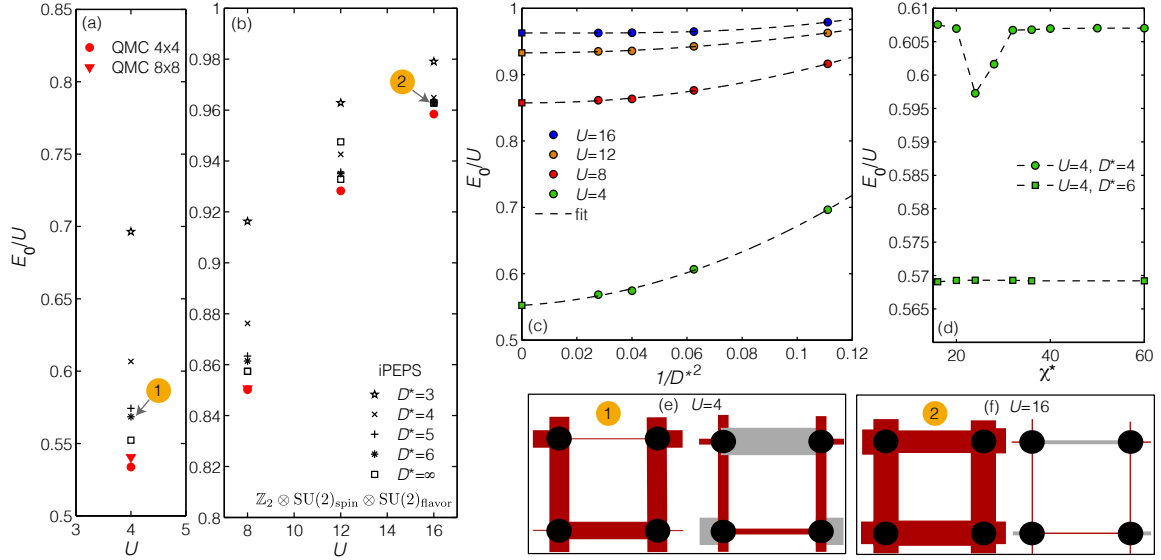 (a)
QMC 4x4
QMC 8x8
E₀/U
0.85
0.8
0.75
0.7
0.65
0.6
0.55
0.5
1
3
4
5
U
(b)
1
0.98
0.96
0.94
0.92
0.9
0.88
0.86
0.84
0.82
0.8
2
iPEPS
D*=3
D*=4
D*=5
D*=6
D*=∞
ℤ₂ ⊗ SU(2)spin ⊗ SU(2)flavor
8
10
12
14
16
U
E₀/U
1
0.9
0.8
0.7
0.6
0.5
U=16
U=12
U=8
U=4
fit
(c)
0
0.02
0.04
0.06
0.08
0.1
0.12
1/D*²
E₀/U
0.61
0.605
0.6
0.595
0.59
0.585
0.58
0.575
0.57
0.565
U=4, D*=4
U=4, D*=6
(d)
20
40
60
χ*
1
(e)
U=4
2
(f)
U=16